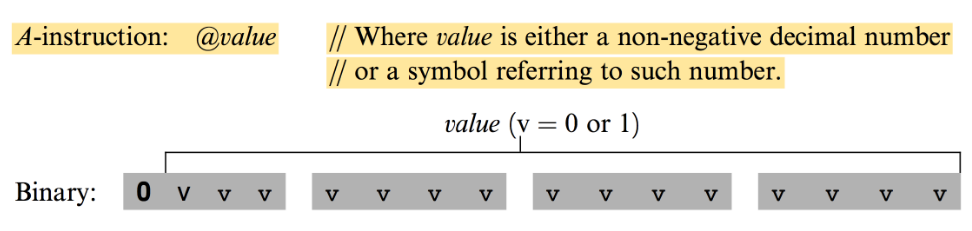 A-instruction: @value // Where value is either a non-negative decimal number
// or a symbol referring to such number.
value (v = 0 or 1)
Binary: 0 v v v v v v v v v v v v v v v